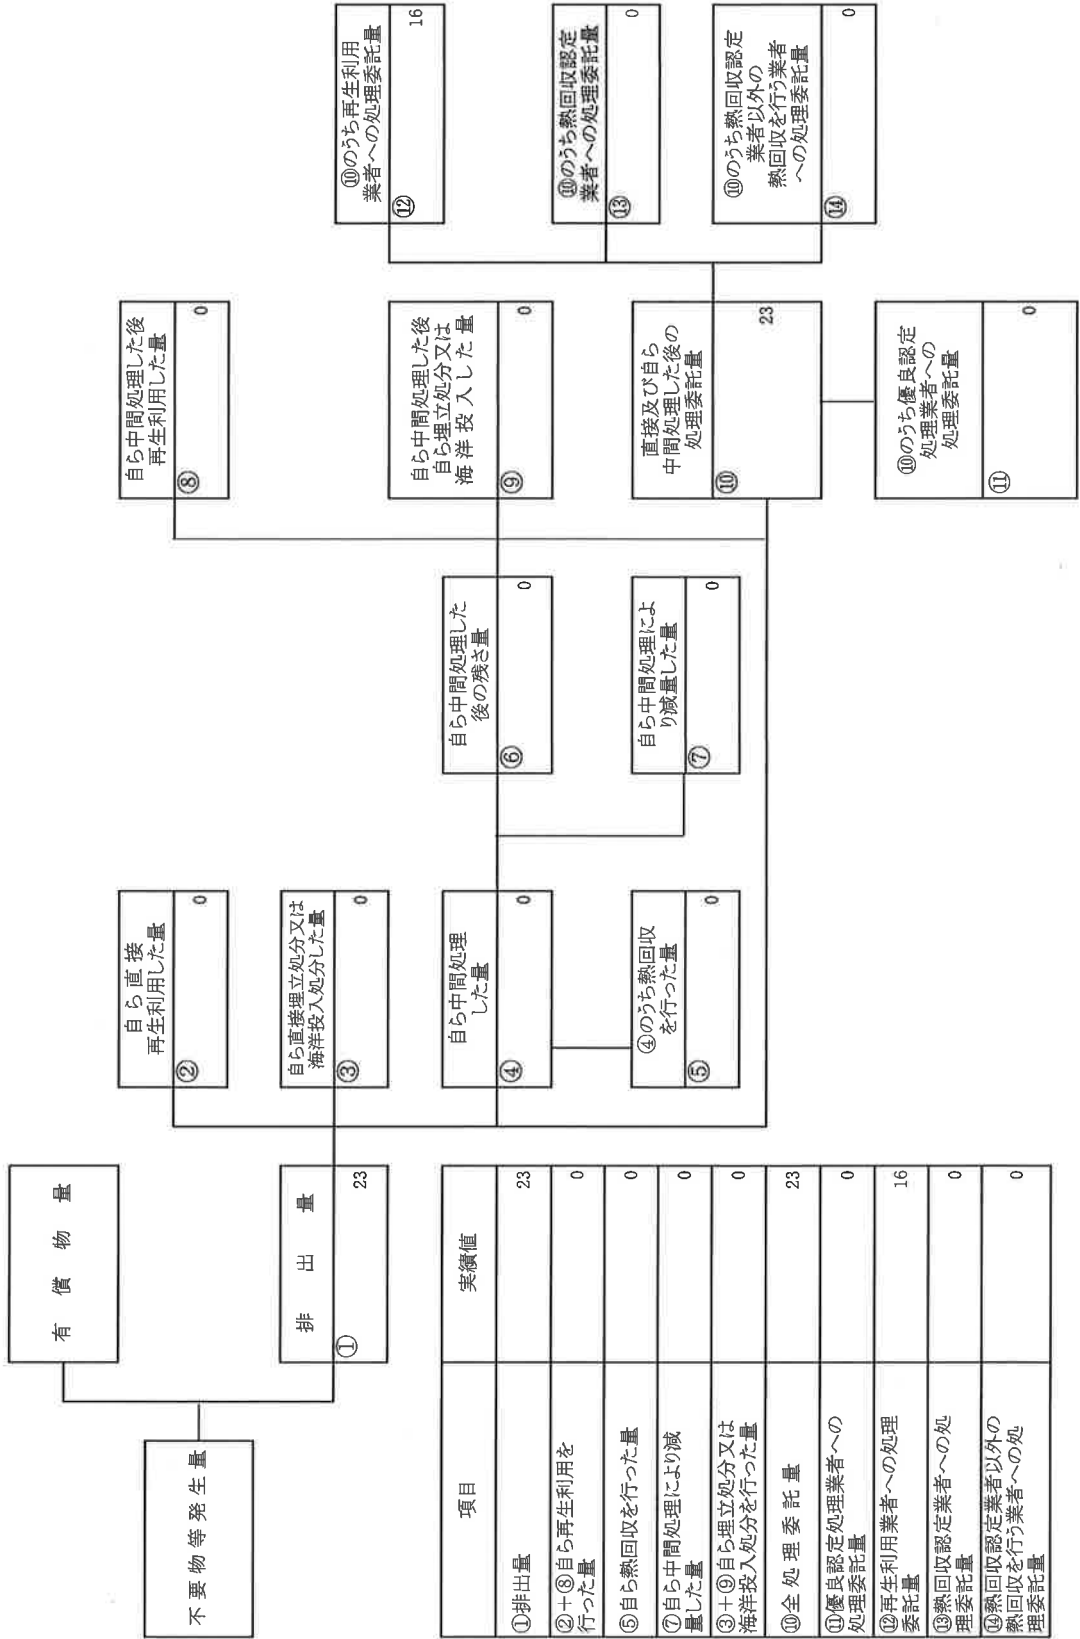 不要物等発生量
有償物量
排出量
①
23
自ら直接
再生利用した量
②
0
自ら直接埋立処分又は
海洋投入処分した量
③
0
自ら中間処理
した量
④
0
④のうち熱回収
を行った量
⑤
0
自ら中間処理した
後の残さ量
⑥
0
自ら中間処理によ
り減量した量
⑦
0
自ら中間処理した後
再生利用した量
⑧
0
自ら中間処理した後
自ら埋立処分又は
海洋投入した量
⑨
0
直接及び自ら
中間処理した後の
処理委託量
⑩
23
⑩のうち優良認定
処理業者への
処理委託量
⑪
0
⑩のうち再生利用
業者への処理委託量
⑫
16
⑩のうち熱回収認定
業者への処理委託量
⑬
0
⑩のうち熱回収認定
業者以外の
熱回収を行う業者
への処理委託量
⑭
0
項目 実績値
①排出量 23
②+⑧自ら再生利用を
行った量 0
⑤自ら熱回収を行った量 0
⑦自ら中間処理により減
量した量 0
③+⑨自ら埋立処分又は
海洋投入処分を行った量 0
⑩全処理委託量 23
⑪優良認定処理業者への
処理委託量 0
⑫再生利用業者への処理
委託量 16
⑬熱回収認定業者への処
理委託量 0
⑭熱回収認定業者以外の
熱回収を行う業者への処
理委託量 0